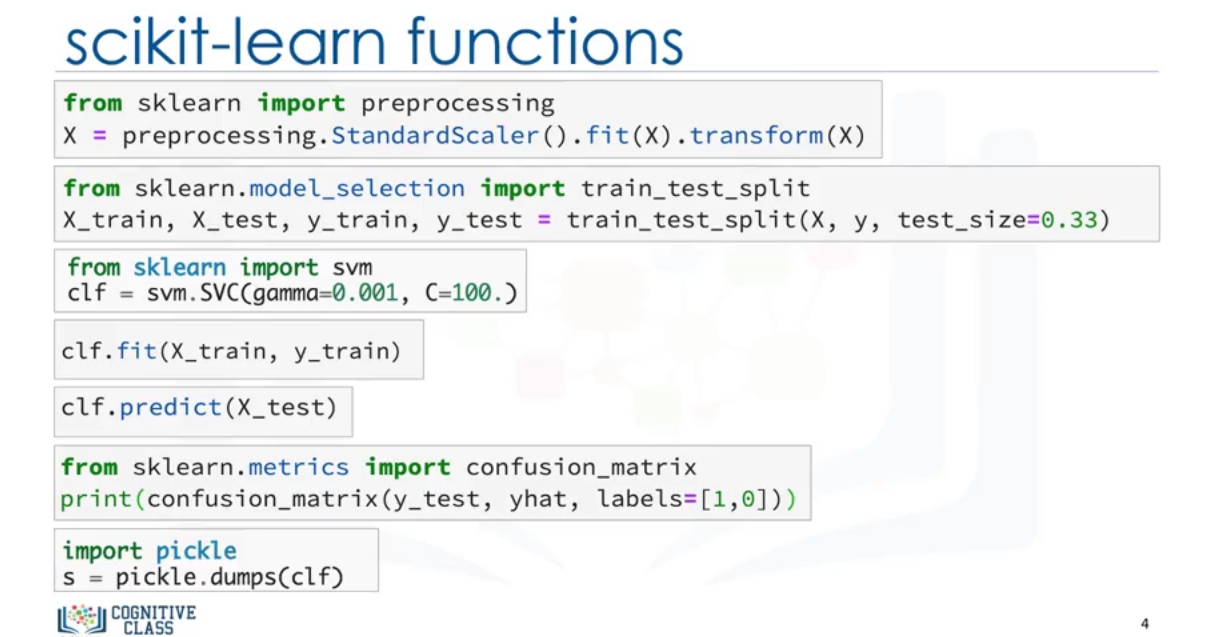 scikit-learn functions
from sklearn import preprocessing
X = preprocessing.StandardScaler().fit(X).transform(X)
from sklearn.model_selection import train_test_split
X_train, X_test, y_train, y_test = train_test_split(X, y, test_size=0.33)
from sklearn import svm
clf = svm.SVC(gamma=0.001, C=100.)
clf.fit(X_train, y_train)
clf.predict(X_test)
from sklearn.metrics import confusion_matrix
print(confusion_matrix(y_test, yhat, labels=[1,0]))
import pickle
s = pickle.dumps(clf)
COGNITIVE
CLASS
4